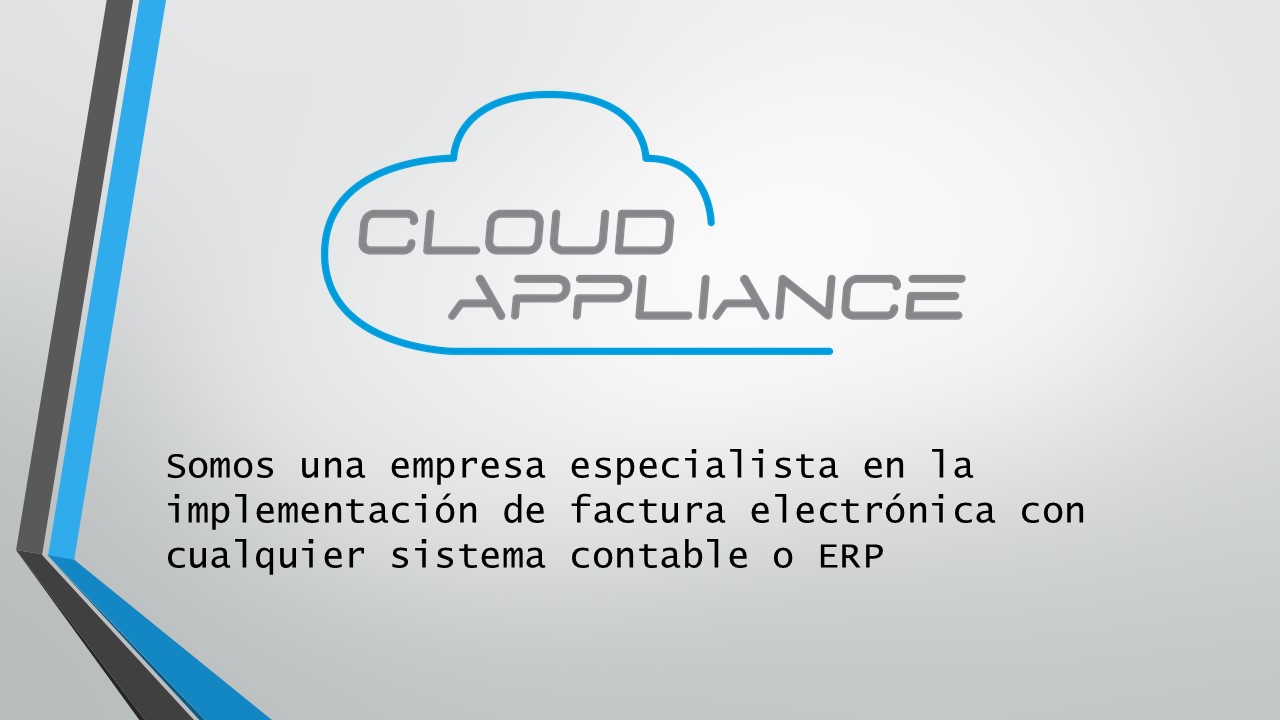 CLOUD
APPLIANCE
Somos una empresa especialista en la
implementación de factura electrónica con
cualquier sistema contable o ERP